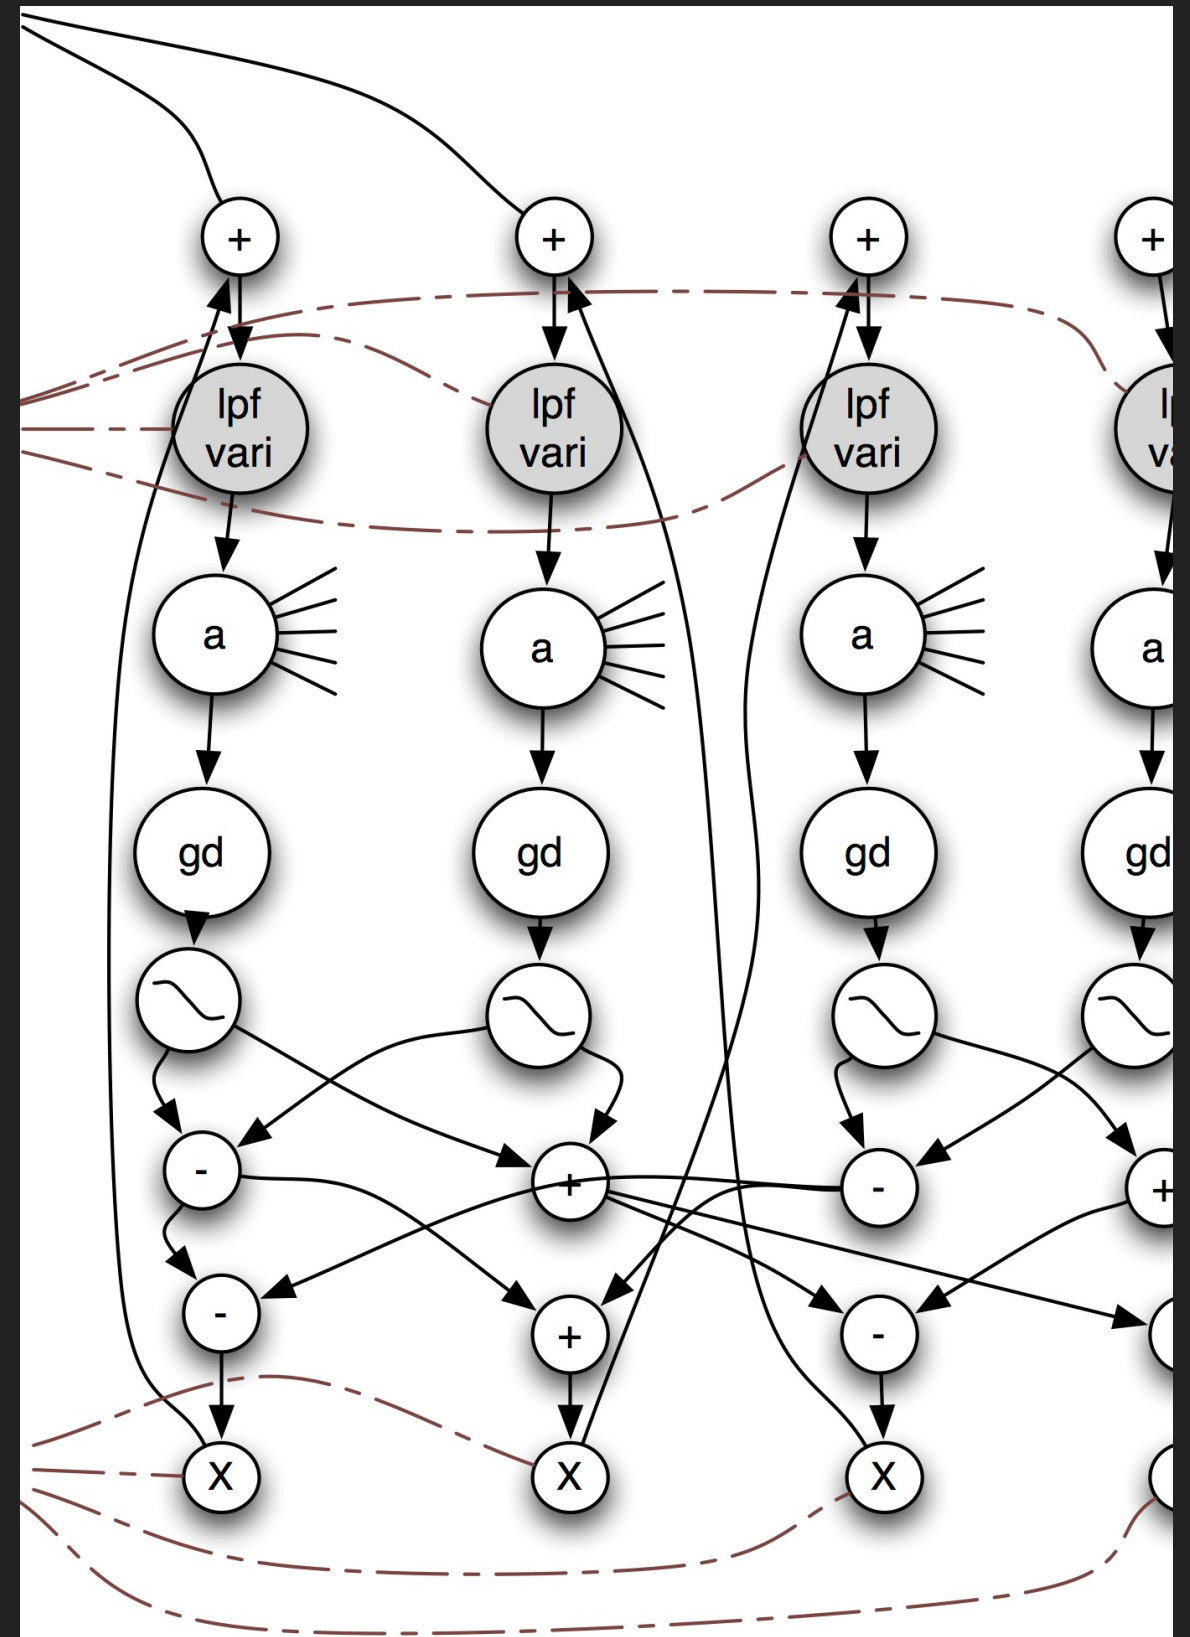 + + + +
lpf lpf lpf
vari vari vari
a a a a
gd gd gd gd
- + - +
- + -
X X X